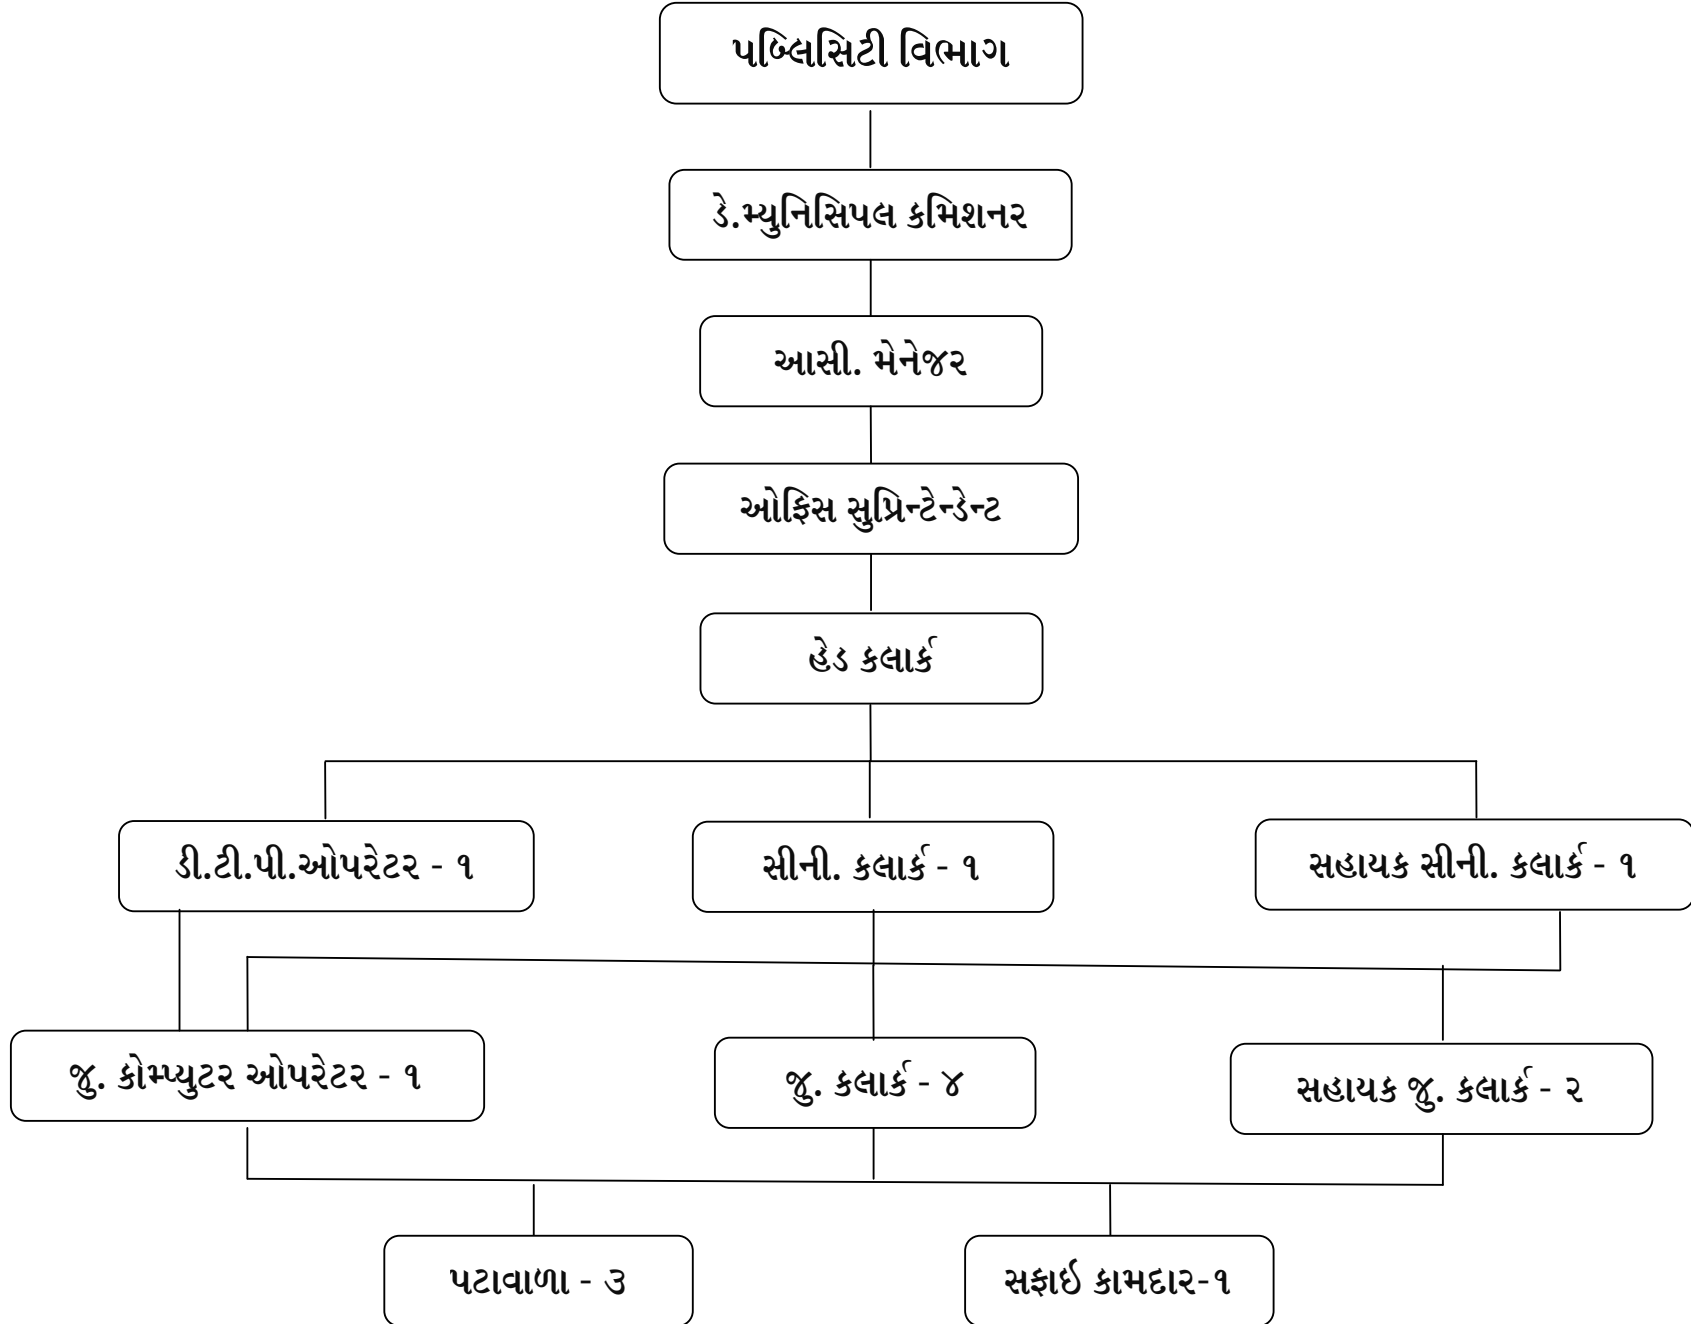 પબ્લિસિટી વિભાગ
ડે.મ્યુનિસિપલ કમિશનર
આસી. મેનેજર
ઓફિસ સુપ્રિન્ટેન્ડેન્ટ
હેડ કલાર્ક
ડી.ટી.પી.ઓપરેટર - ૧
સીની. કલાર્ક - ૧
સહાયક સીની. કલાર્ક - ૧
જુ. કોમ્પ્યુટર ઓપરેટર - ૧
જુ. કલાર્ક - ૪
સહાયક જુ. કલાર્ક - ૨
પટાવાળા - ૩
સફાઇ કામદાર-૧